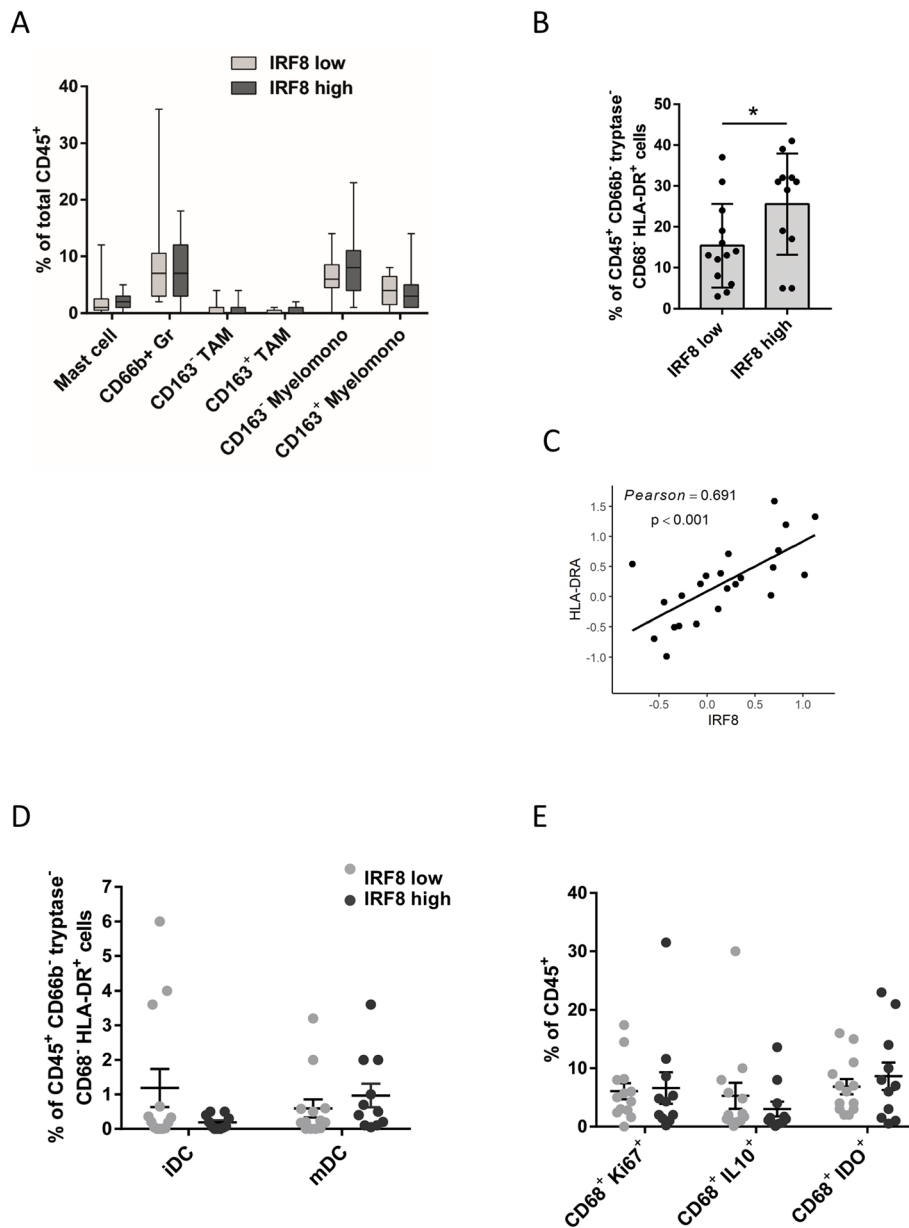 A
IRF8 low
IRF8 high
% of total CD45⁺
40
30
20
10
0
Mast cell
CD66b+ Gr
CD163⁻ TAM
CD163⁺ TAM
CD163⁻ Myelomono
CD163⁺ Myelomono
B
*
% of CD45⁺ CD66b⁻ tryptase⁻
CD68⁻ HLA-DR⁺ cells
50
40
30
20
10
0
IRF8 low
IRF8 high
C
Pearson = 0.691
p < 0.001
HLA-DRA
1.5
1.0
0.5
0.0
-0.5
-1.0
-0.5
0.0
0.5
1.0
IRF8
D
IRF8 low
IRF8 high
% of CD45⁺ CD66b⁻ tryptase⁻
CD68⁻ HLA-DR⁺ cells
7
6
5
4
3
2
1
0
iDC
mDC
E
% of CD45⁺
40
30
20
10
0
CD68⁺ Ki67⁺
CD68⁺ IL10⁺
CD68⁺ IDO⁺